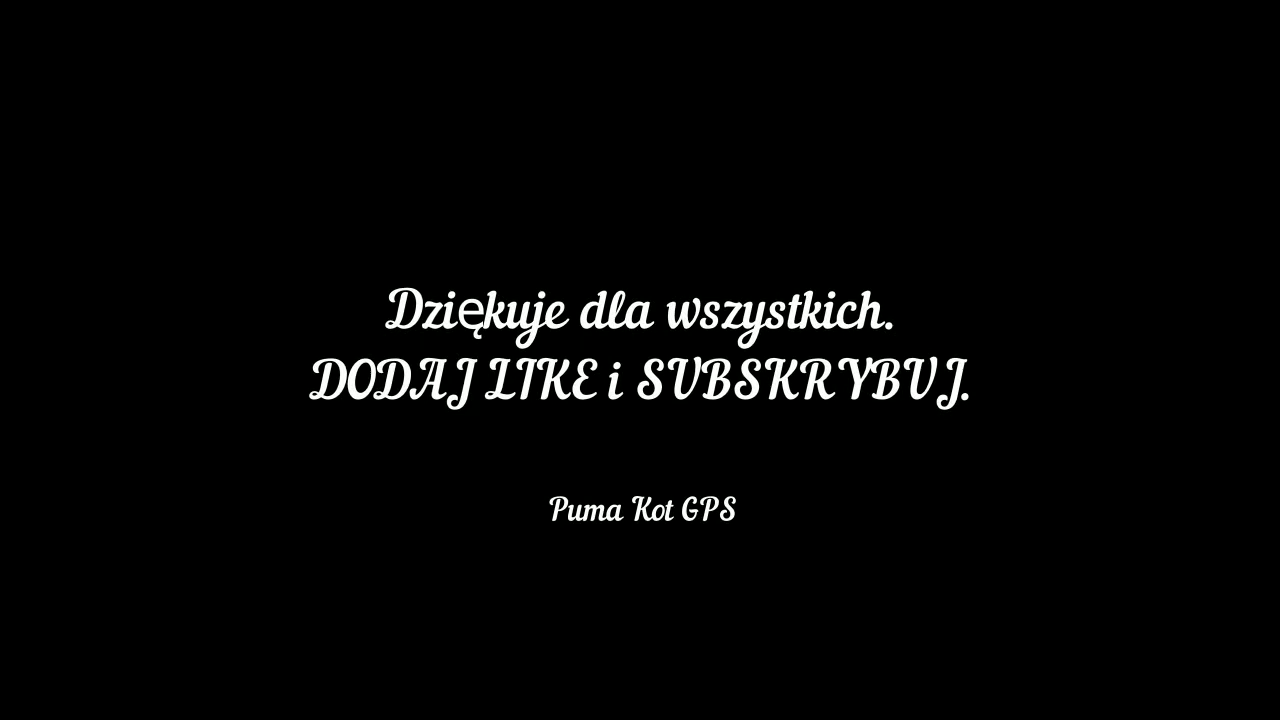 Dziękuje dla wszystkich.
DODAJ LIKE i SUBSKRYBUJ.
Puma Kot GPS